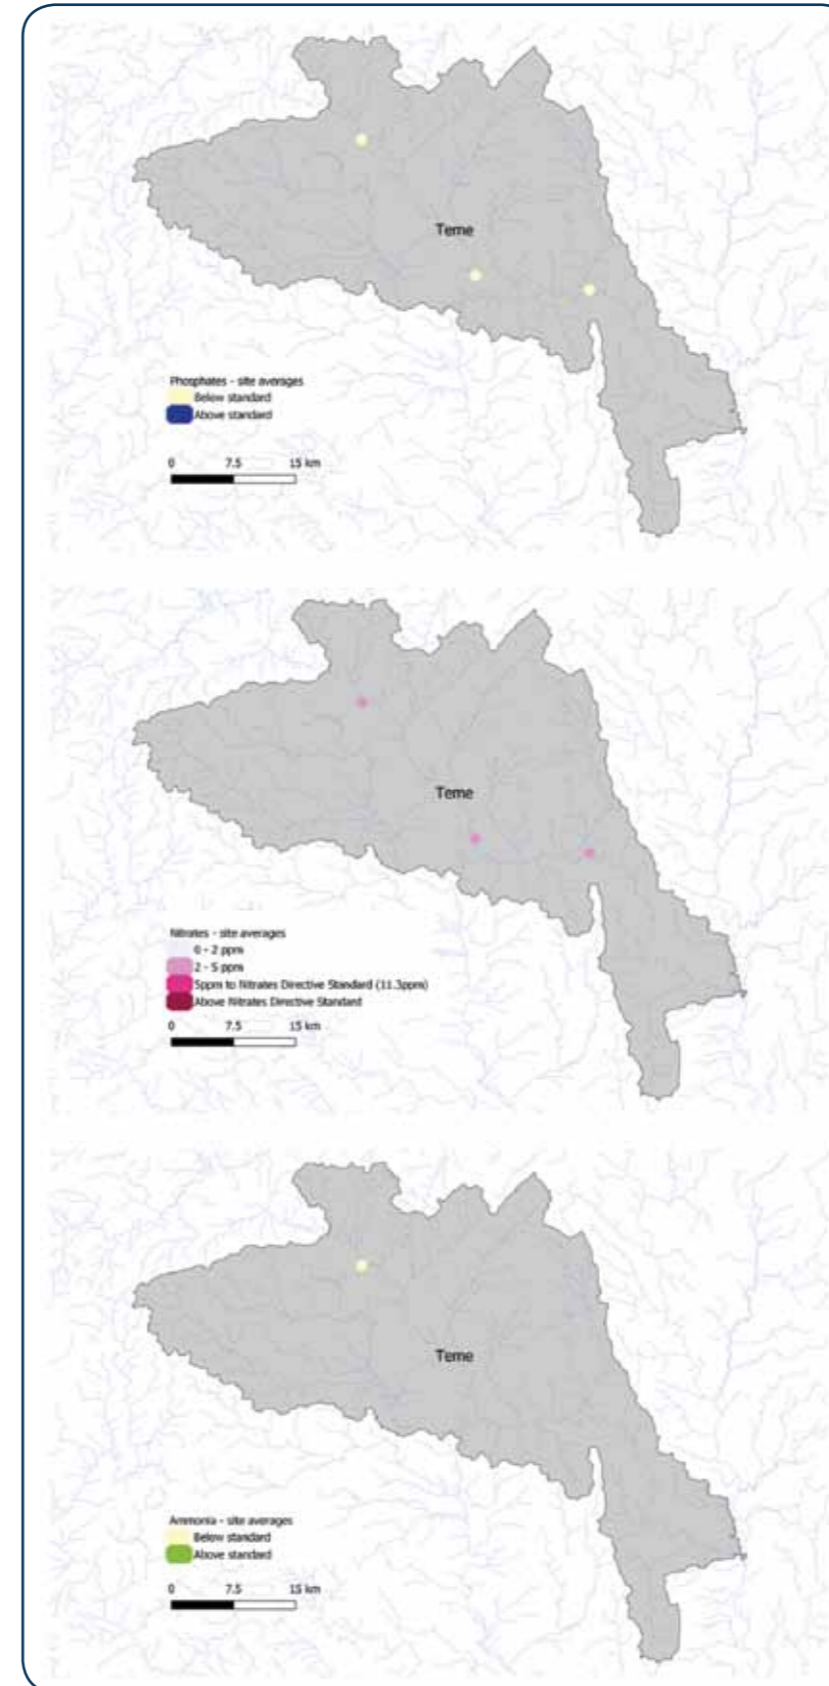 Teme
Phosphates - site averages
Below standard
Above standard
0 7.5 15 km
Teme
Nitrates - site averages
0 - 2 ppm
2 - 5 ppm
5ppm to Nitrates Directive Standard (11.3ppm)
Above Nitrates Directive Standard
0 7.5 15 km
Teme
Ammonia - site averages
Below standard
Above standard
0 7.5 15 km